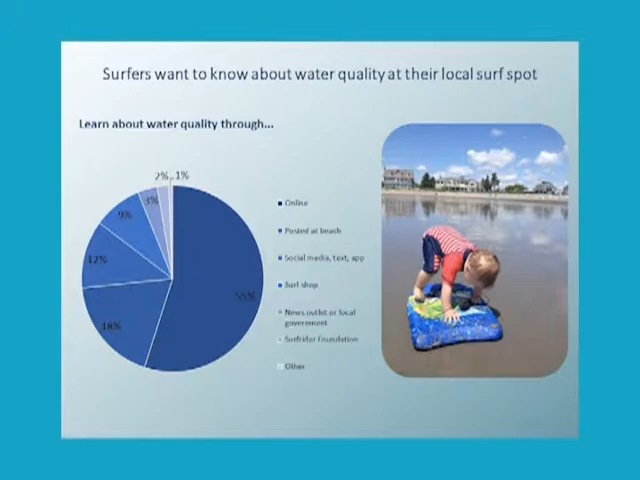 Surfers want to know about water quality at their local surf spot
Learn about water quality through...
2%
1%
3%
9%
12%
18%
55%
Online
Posted at beach
Social media, text, app
Surf shop
News outlet or local
government
Surfrider Foundation
Other